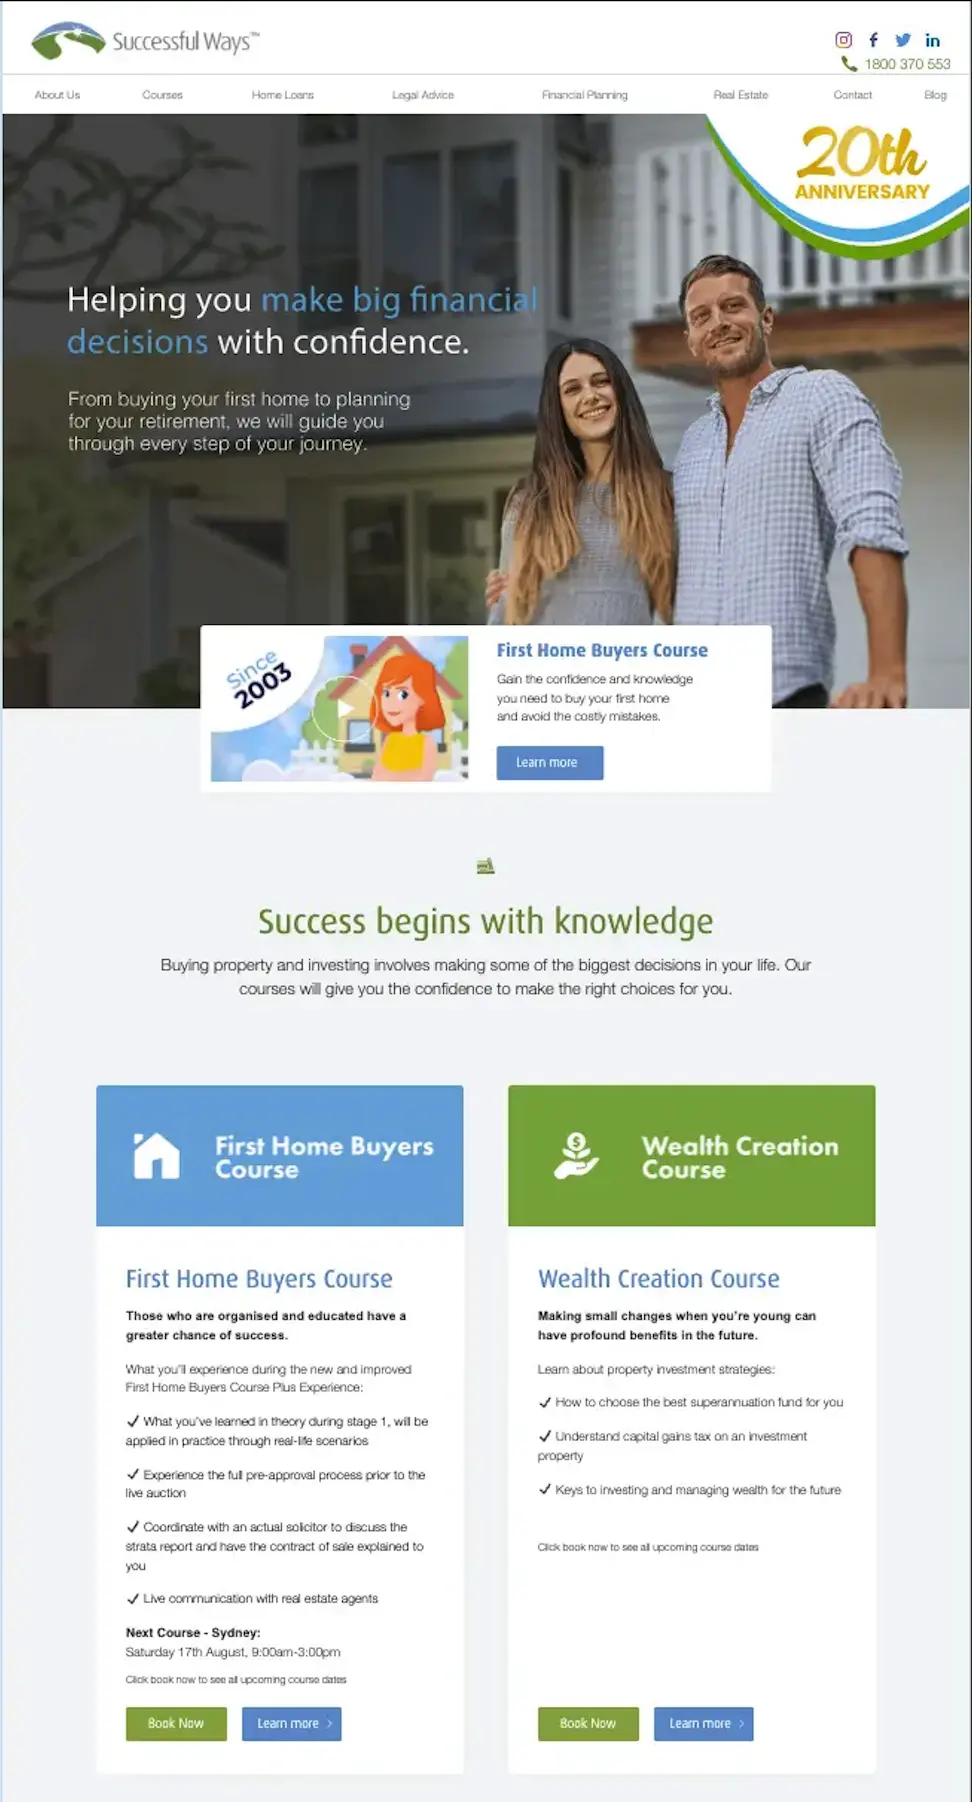 Successful Ways™
1800 370 553
About Us
Courses
Home Loans
Legal Advice
Financial Planning
Real Estate
Contact
Blog
20th
ANNIVERSARY
Helping you make big financial
decisions with confidence.
From buying your first home to planning
for your retirement, we will guide you
through every step of your journey.
Since
2003
First Home Buyers Course
Gain the confidence and knowledge
you need to buy your first home
and avoid the costly mistakes.
Learn more
Success begins with knowledge
Buying property and investing involves making some of the biggest decisions in your life. Our
courses will give you the confidence to make the right choices for you.
First Home Buyers
Course
First Home Buyers Course
Those who are organised and educated have a
greater chance of success.
What you'll experience during the new and improved
First Home Buyers Course Plus Experience:
✓ What you've learned in theory during stage 1, will be
applied in practice through real-life scenarios
✓ Experience the full pre-approval process prior to the
live auction
✓ Coordinate with an actual solicitor to discuss the
strata report and have the contract of sale explained to
you
✓ Live communication with real estate agents
Next Course - Sydney:
Saturday 17th August, 9:00am-3:00pm
Click book now to see all upcoming course dates
Book Now
Learn more >
Wealth Creation
Course
Wealth Creation Course
Making small changes when you're young can
have profound benefits in the future.
Learn about property investment strategies:
✓ How to choose the best superannuation fund for you
✓ Understand capital gains tax on an investment
property
✓ Keys to investing and managing wealth for the future
Click book now to see all upcoming course dates
Book Now
Learn more >